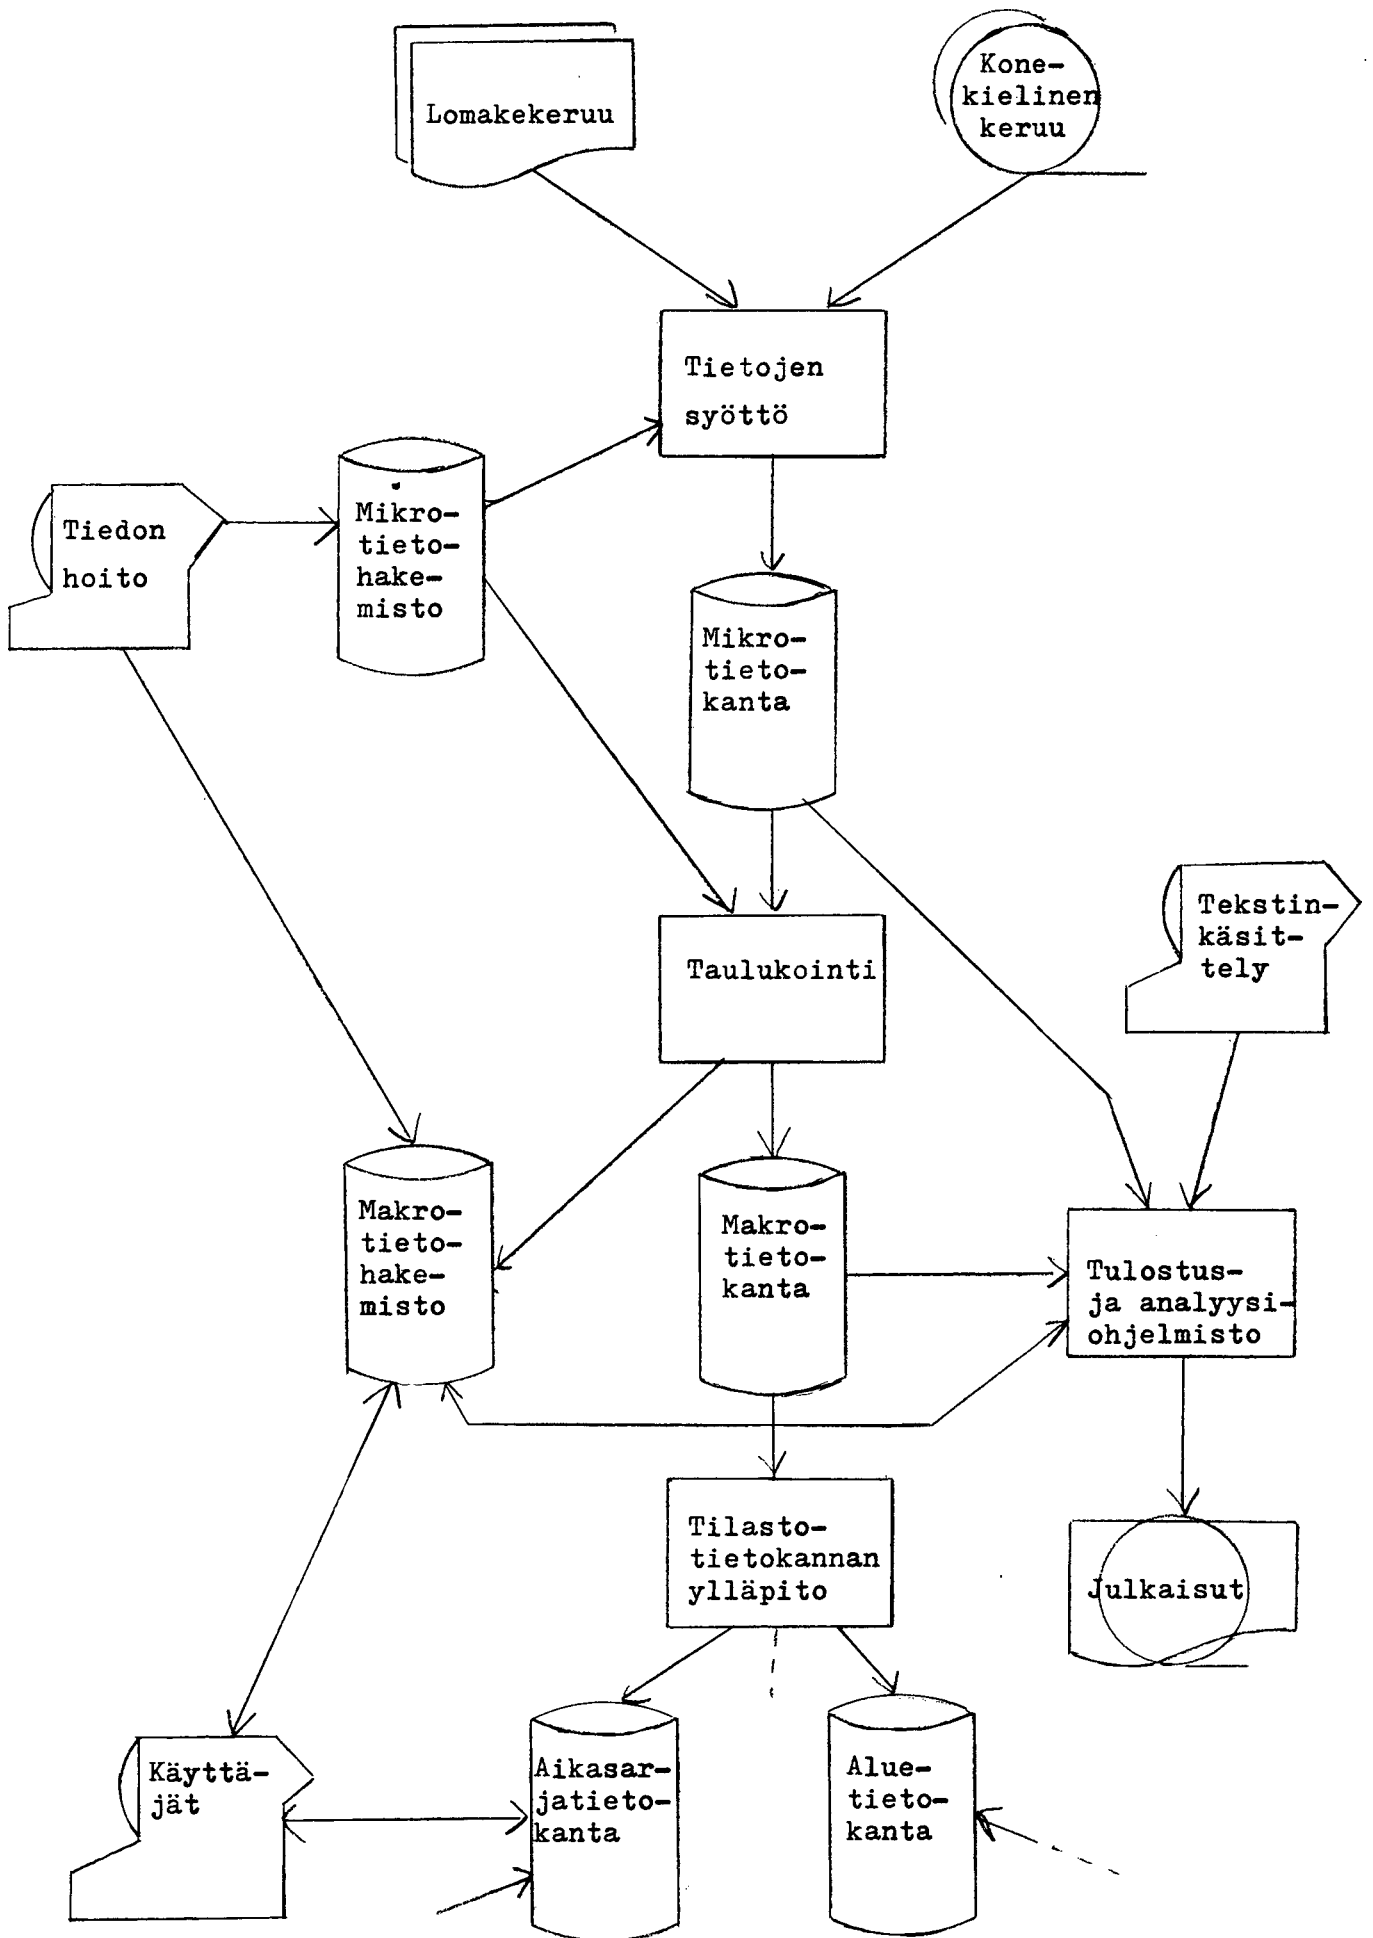 Lomakekeruu
Kone-
kielinen
keruu
Tietojen
syöttö
Tiedon
hoito
Mikro-
tieto-
hake-
misto
Mikro-
tieto-
kanta
Tekstin-
käsit-
tely
Taulukointi
Makro-
tieto-
hake-
misto
Makro-
tieto-
kanta
Tulostus-
ja analyysi-
ohjelmisto
Tilasto-
tietokannan
ylläpito
Julkaisut
Käyttä-
jät
Aikasar-
jatieto-
kanta
Alue-
tieto-
kanta